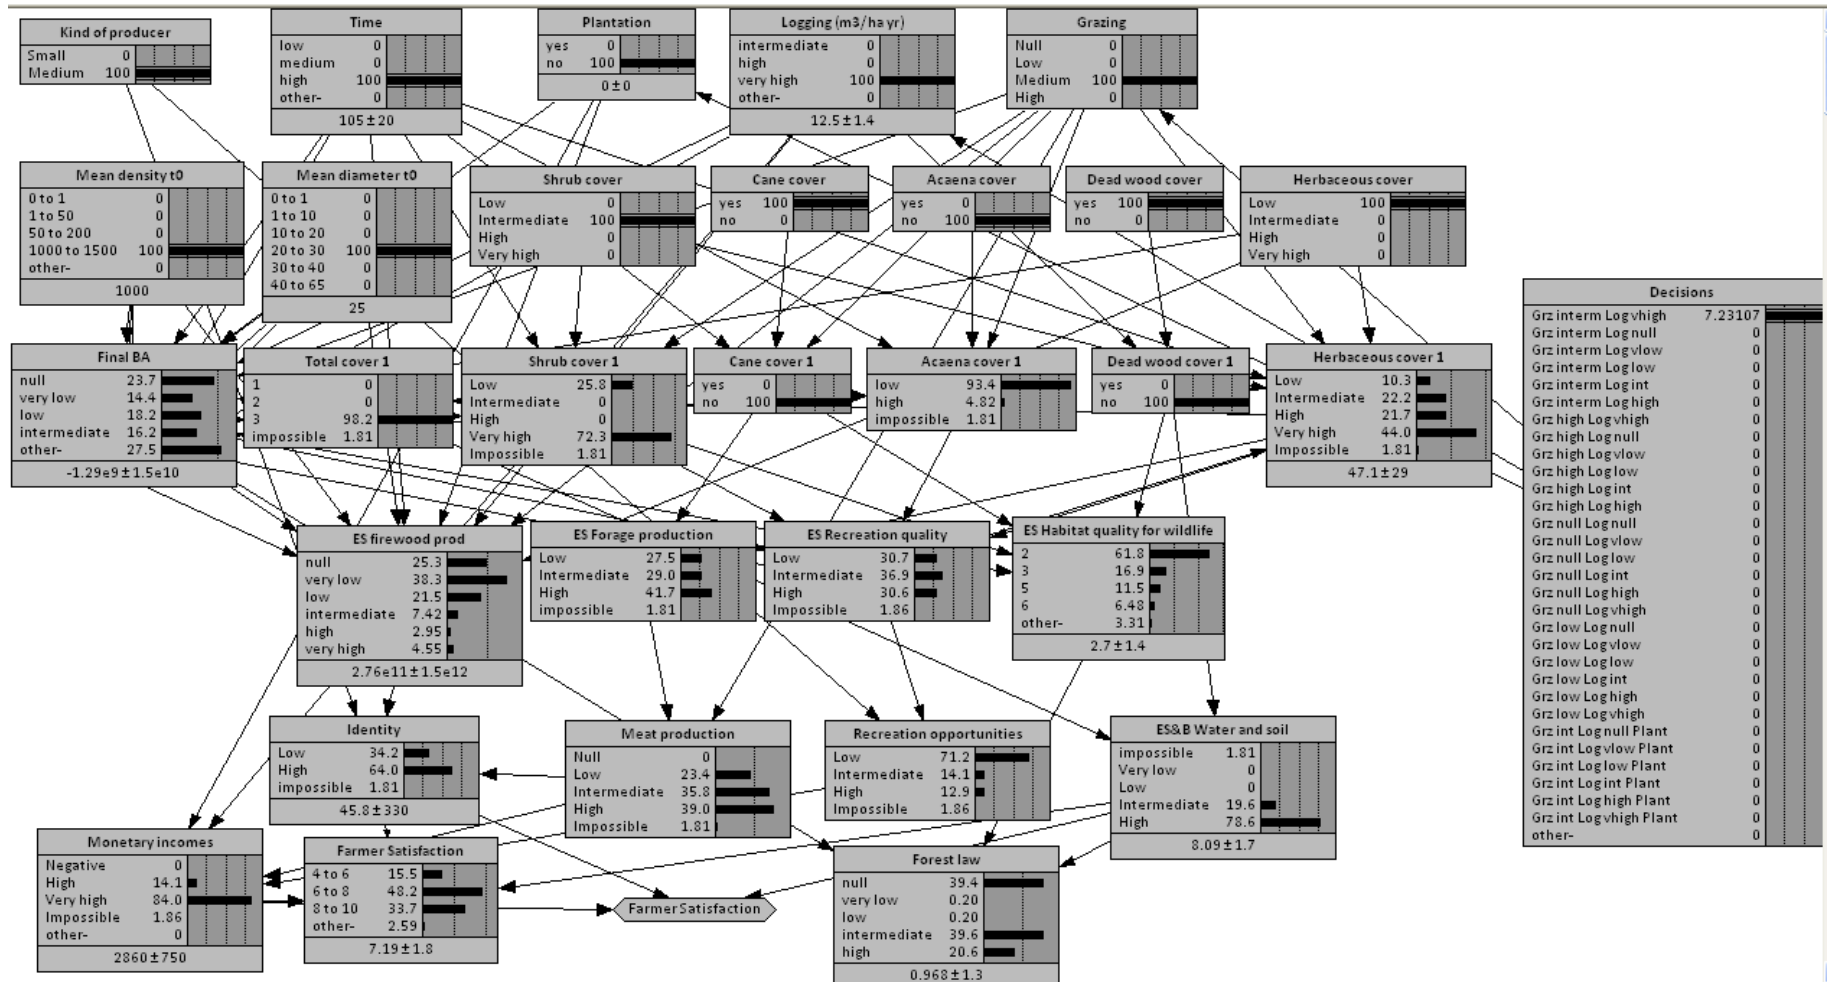 Kind of producer
Small 0
Medium 100
Time
low 0
medium 0
high 100
other- 0
105 ± 20
Plantation
yes 0
no 100
0 ± 0
Logging (m3/ha yr)
intermediate 0
high 0
very high 100
other- 0
12.5 ± 1.4
Grazing
Null 0
Low 0
Medium 100
High 0
Mean density t0
0 to 1 0
1 to 50 0
50 to 200 0
1000 to 1500 100
other- 0
1000
Mean diameter t0
0 to 1 0
1 to 10 0
10 to 20 0
20 to 30 100
30 to 40 0
40 to 65 0
25
Shrub cover
Low 0
Intermediate 100
High 0
Very high 0
Cane cover
yes 100
no 0
Acaena cover
yes 0
no 100
Dead wood cover
yes 100
no 0
Herbaceous cover
Low 100
Intermediate 0
High 0
Very high 0
Final BA
null 23.7
very low 14.4
low 18.2
intermediate 16.2
other- 27.5
-1.29e9 ± 1.5e10
Total cover 1
1 0
2 0
3 98.2
impossible 1.81
Shrub cover 1
Low 25.8
Intermediate 0
High 0
Very high 72.3
Impossible 1.81
Cane cover 1
yes 0
no 100
Acaena cover 1
low 93.4
high 4.82
impossible 1.81
Dead wood cover 1
yes 0
no 100
Herbaceous cover 1
Low 10.3
Intermediate 22.2
High 21.7
Very high 44.0
Impossible 1.81
47.1 ± 29
Decisions
Grz interm Log vhigh 7.23107
Grz interm Log null 0
Grz interm Log vlow 0
Grz interm Log low 0
Grz interm Log int 0
Grz interm Log high 0
Grz high Log vhigh 0
Grz high Log null 0
Grz high Log vlow 0
Grz high Log low 0
Grz high Log int 0
Grz high Log high 0
Grz null Log null 0
Grz null Log vlow 0
Grz null Log low 0
Grz null Log int 0
Grz null Log high 0
Grz null Log vhigh 0
Grz low Log null 0
Grz low Log vlow 0
Grz low Log low 0
Grz low Log int 0
Grz low Log high 0
Grz low Log vhigh 0
Grz int Log null Plant 0
Grz int Log vlow Plant 0
Grz int Log low Plant 0
Grz int Log int Plant 0
Grz int Log high Plant 0
Grz int Log vhigh Plant 0
other- 0
ES firewood prod
null 25.3
very low 38.3
low 21.5
intermediate 7.42
high 2.95
very high 4.55
2.76e11 ± 1.5e12
ES Forage production
Low 27.5
Intermediate 29.0
High 41.7
impossible 1.81
ES Recreation quality
Low 30.7
Intermediate 36.9
High 30.6
Impossible 1.86
ES Habitat quality for wildlife
2 61.8
3 16.9
5 11.5
6 6.48
other- 3.31
2.7 ± 1.4
Identity
Low 34.2
High 64.0
impossible 1.81
45.8 ± 330
Meat production
Null 0
Low 23.4
Intermediate 35.8
High 39.0
Impossible 1.81
Recreation opportunities
Low 71.2
Intermediate 14.1
High 12.9
Impossible 1.86
ES&B Water and soil
impossible 1.81
Very low 0
Low 0
Intermediate 19.6
High 78.6
8.09 ± 1.7
Monetary incomes
Negative 0
High 14.1
Very high 84.0
Impossible 1.86
other- 0
2860 ± 750
Farmer Satisfaction
4 to 6 15.5
6 to 8 48.2
8 to 10 33.7
other- 2.59
7.19 ± 1.8
Farmer Satisfaction
Forest law
null 39.4
very low 0.20
low 0.20
intermediate 39.6
high 20.6
0.968 ± 1.3